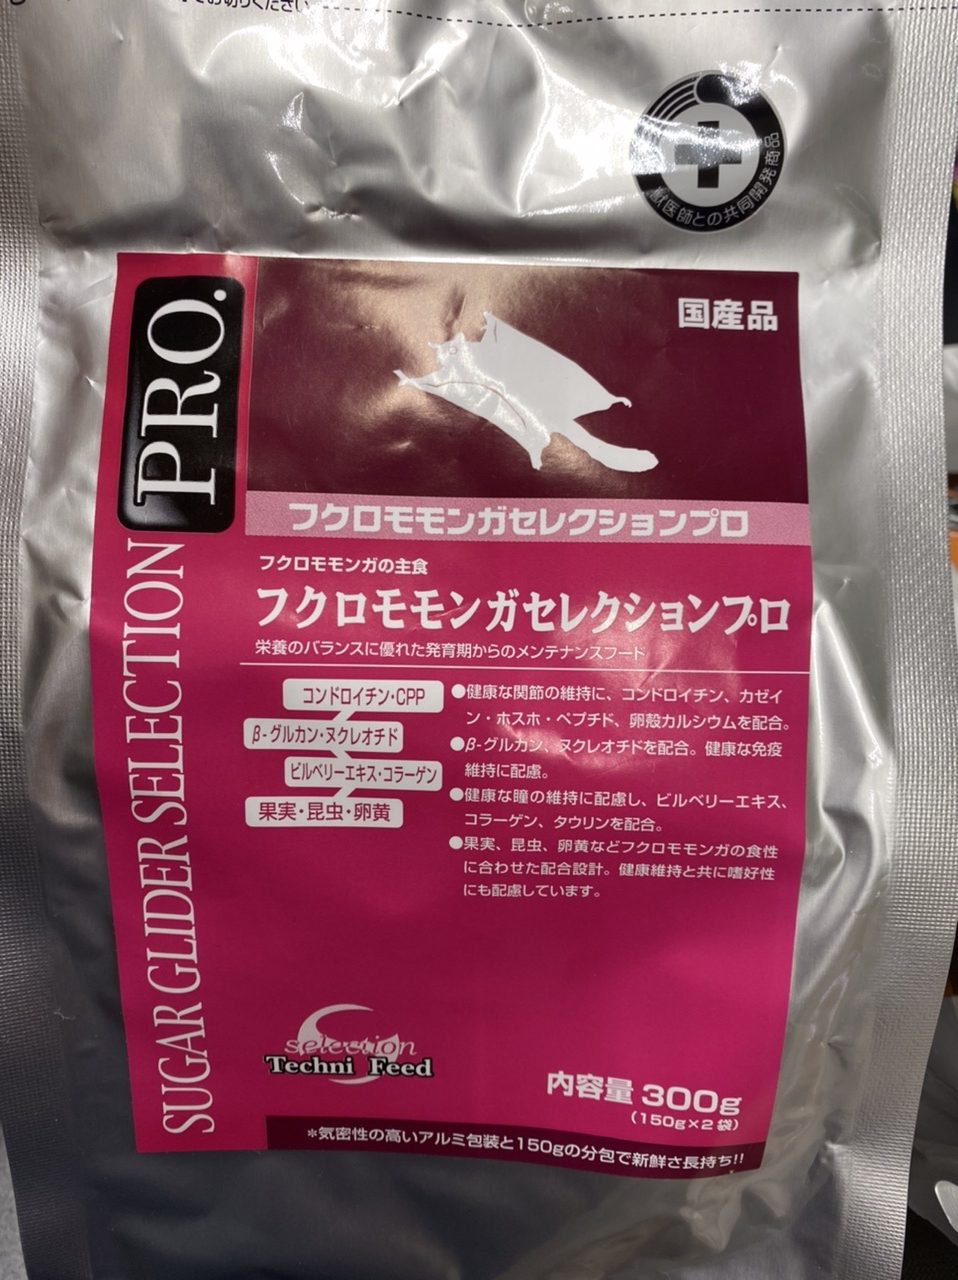 でお切りください
獣医師との共同開発商品
国産品
PRO.
SUGAR GLIDER SELECTION
フクロモモンガセレクションプロ
フクロモモンガの主食
フクロモモンガセレクションプロ
栄養のバランスに優れた発育期からのメンテナンスフード
コンドロイチン・CPP
β-グルカン・ヌクレオチド
ビルベリーエキス・コラーゲン
果実・昆虫・卵黄
●健康な関節の維持に、コンドロイチン、カゼイ
ン・ホスホ・ペプチド、卵殻カルシウムを配合。
●β-グルカン、ヌクレオチドを配合。健康な免疫
維持に配慮。
●健康な瞳の維持に配慮し、ビルベリーエキス、
コラーゲン、タウリンを配合。
●果実、昆虫、卵黄などフクロモモンガの食性
に合わせた配合設計。健康維持と共に嗜好性
にも配慮しています。
selection
Techni Feed
内容量 300g
(150g×2袋)
*気密性の高いアルミ包装と150gの分包で新鮮さ長持ち!!